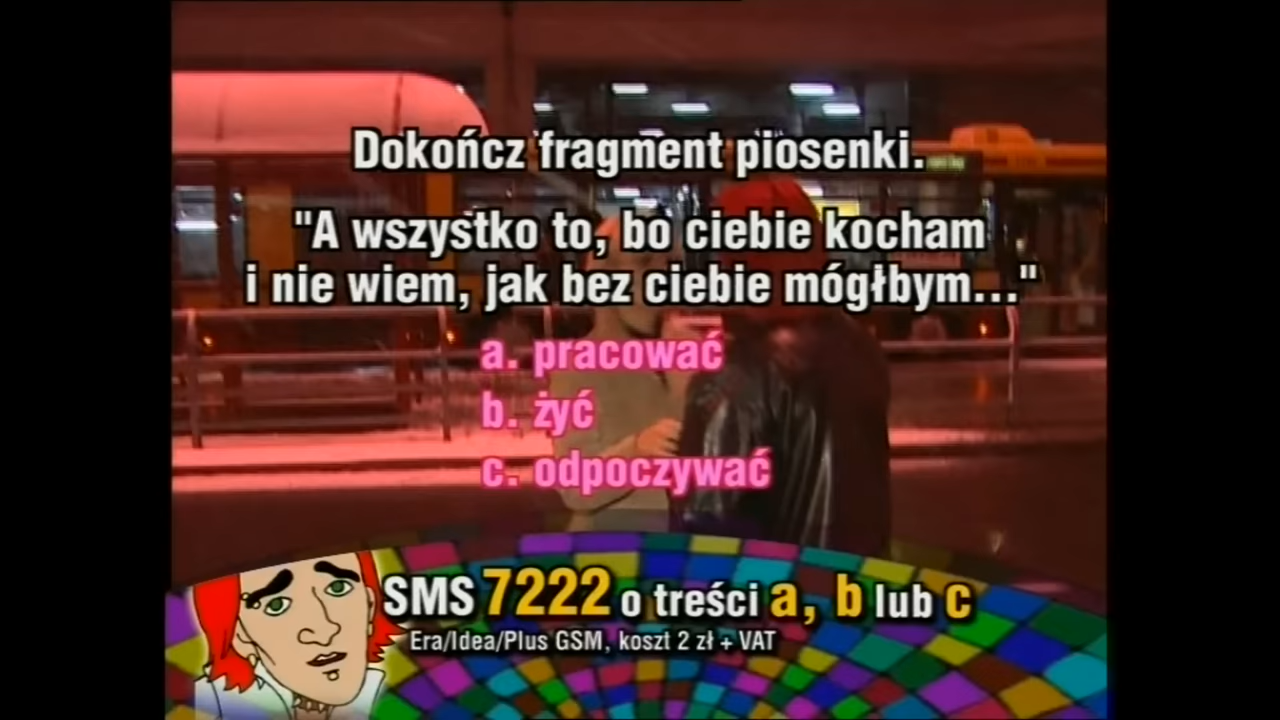 Dokończ fragment piosenki.
"A wszystko to, bo ciebie kocham
i nie wiem, jak bez ciebie mógłbym..."
a. pracować
b. żyć
c. odpoczywać
SMS 7222 o treści a, b lub c
Era/Idea/Plus GSM, koszt 2 zł + VAT